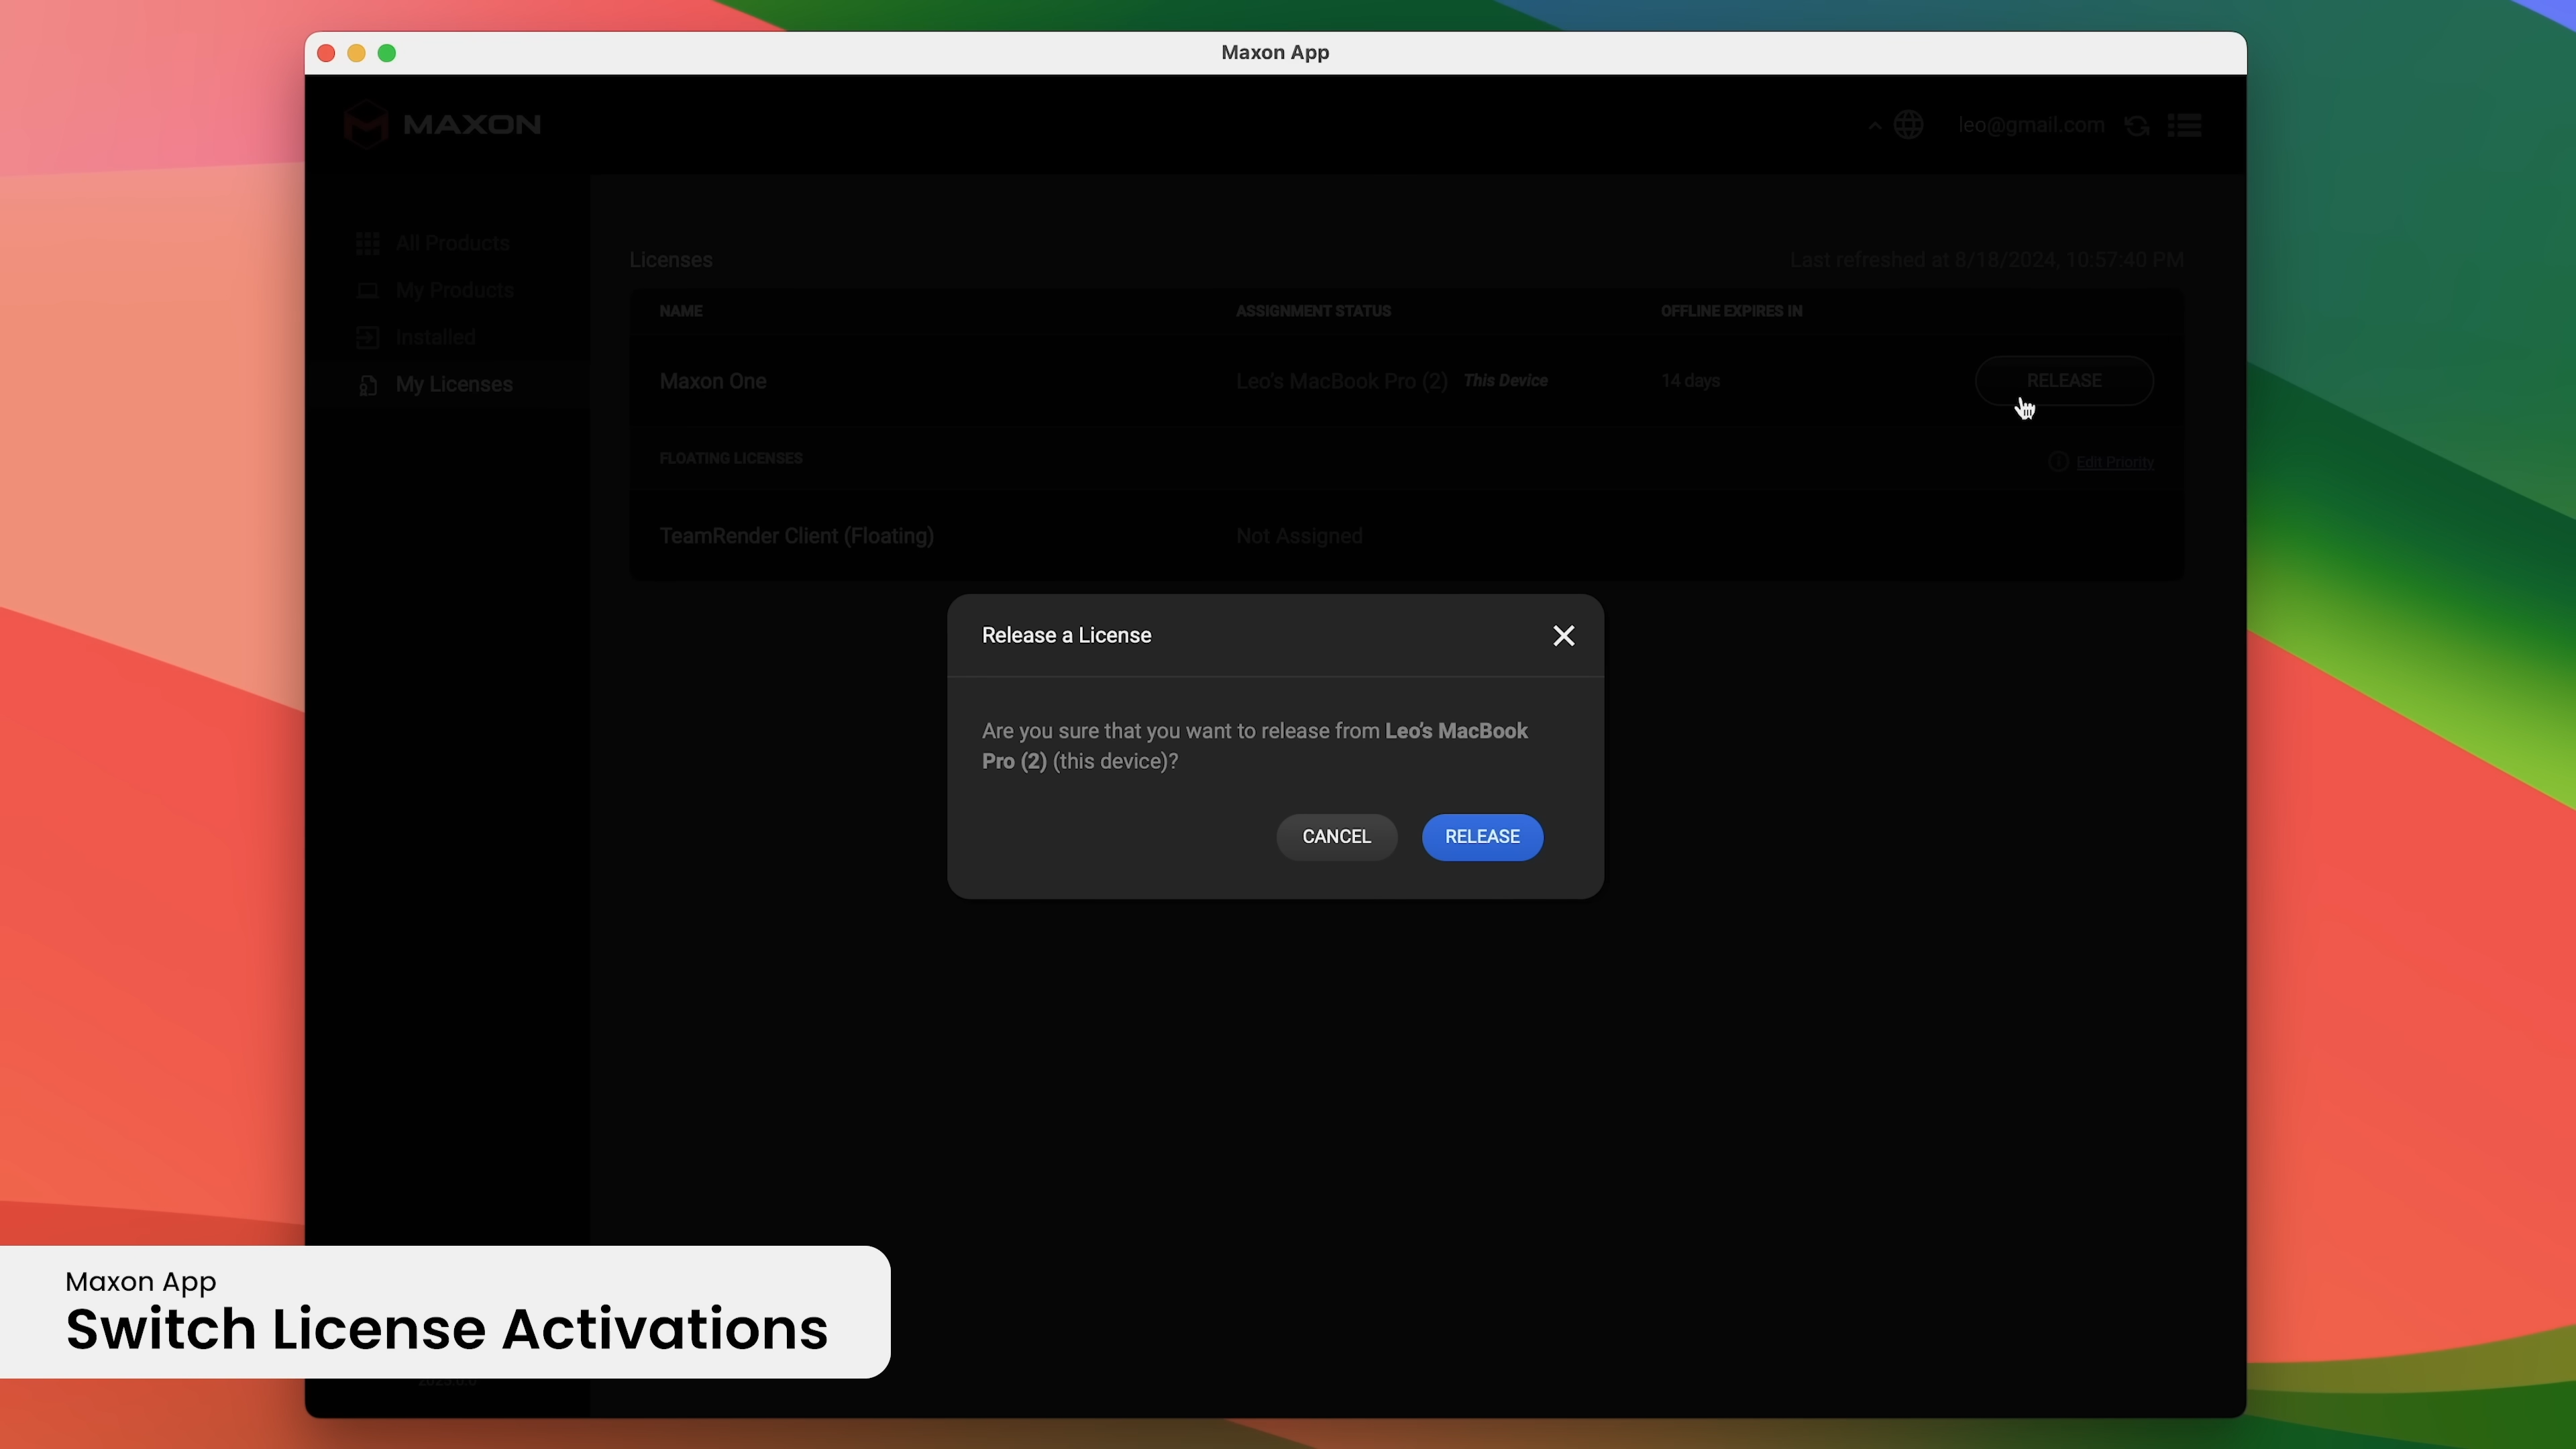 Maxon App
MAXON
leo@gmail.com
All Products
My Products
Installed
My Licenses
Licenses
Last refreshed at 8/18/2024, 10:57:40 PM
NAME ASSIGNMENT STATUS OFFLINE EXPIRES IN
Maxon One Leo's MacBook Pro (2) This Device 14 days RELEASE
FLOATING LICENSES Edit Priority
TeamRender Client (Floating) Not Assigned
Release a License
Are you sure that you want to release from Leo's MacBook
Pro (2) (this device)?
CANCEL RELEASE
Maxon App
Switch License Activations